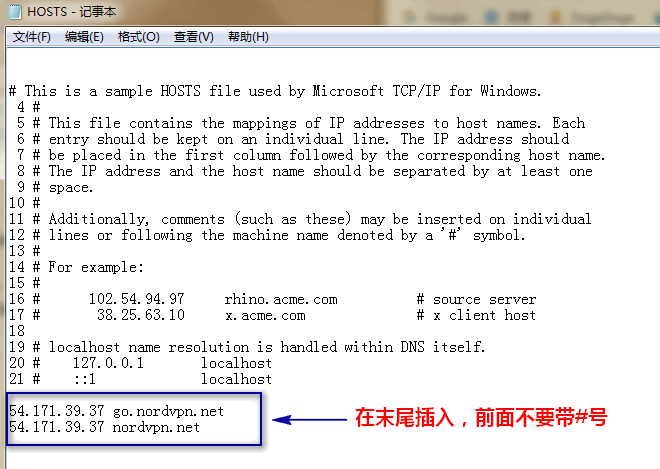 HOSTS - 记事本
文件(F) 编辑(E) 格式(O) 查看(V) 帮助(H)
# This is a sample HOSTS file used by Microsoft TCP/IP for Windows.
4 #
5 # This file contains the mappings of IP addresses to host names. Each
6 # entry should be kept on an individual line. The IP address should
7 # be placed in the first column followed by the corresponding host name.
8 # The IP address and the host name should be separated by at least one
9 # space.
10 #
11 # Additionally, comments (such as these) may be inserted on individual
12 # lines or following the machine name denoted by a '#' symbol.
13 #
14 # For example:
15 #
16 # 102.54.94.97 rhino.acme.com # source server
17 # 38.25.63.10 x.acme.com # x client host
18
19 # localhost name resolution is handled within DNS itself.
20 # 127.0.0.1 localhost
21 # ::1 localhost
54.171.39.37 go.nordvpn.net
54.171.39.37 nordvpn.net
在末尾插入，前面不要带#号